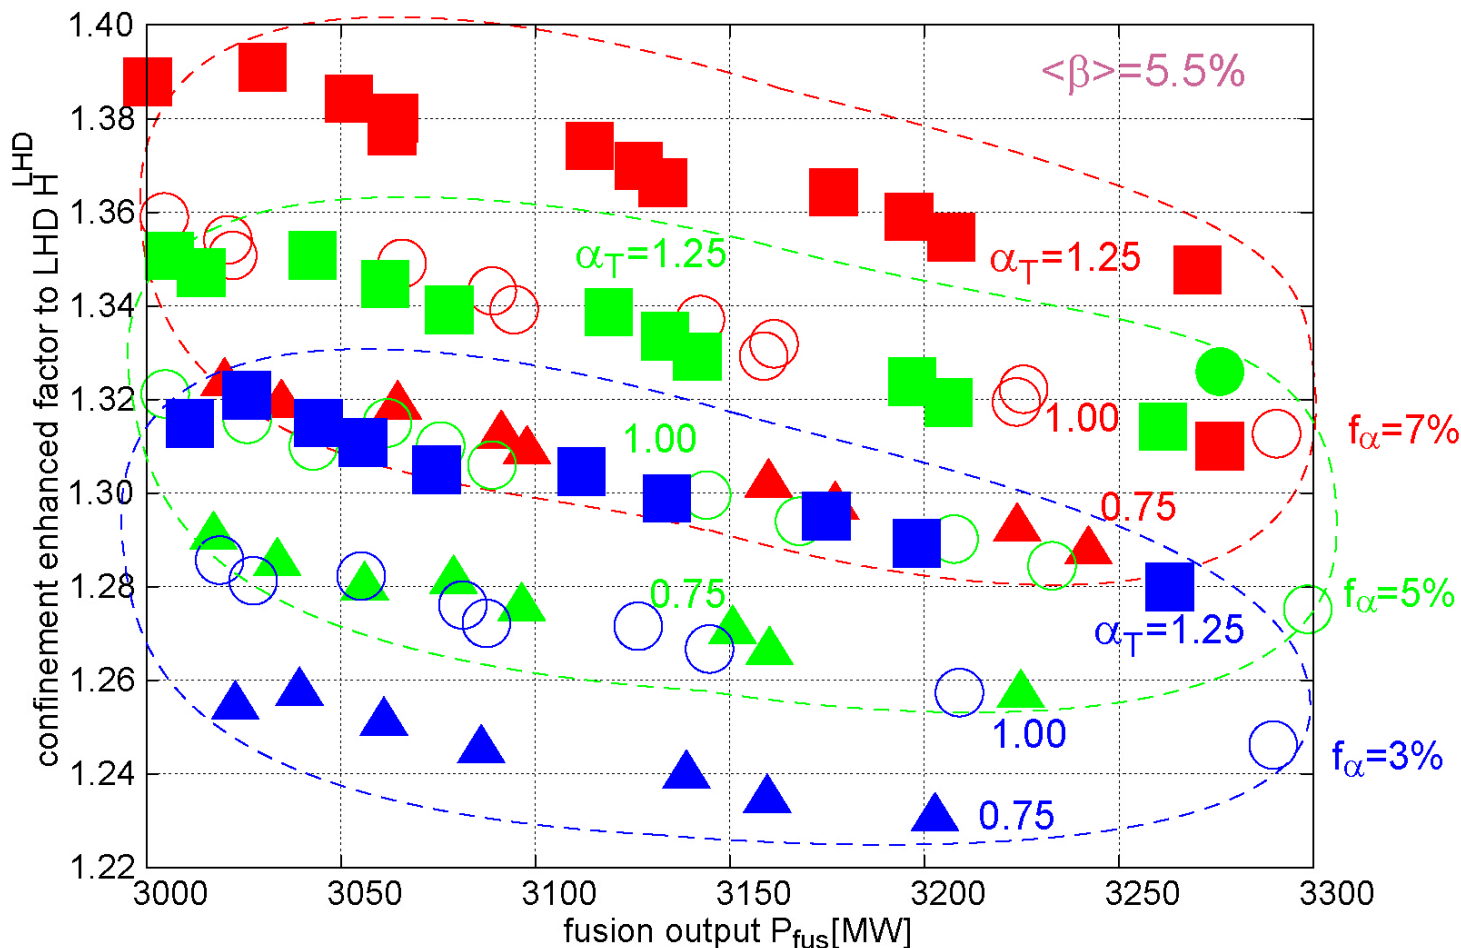 1.40
1.38
1.36
1.34
1.32
1.30
1.28
1.26
1.24
1.22
confinement enhanced factor to LHD H^LHD
<β>=5.5%
α_T=1.25
α_T=1.25
1.00
1.00
f_α=7%
0.75
0.75
f_α=5%
α_T=1.25
1.00
f_α=3%
0.75
3000
3050
3100
3150
3200
3250
3300
fusion output P_fus[MW]